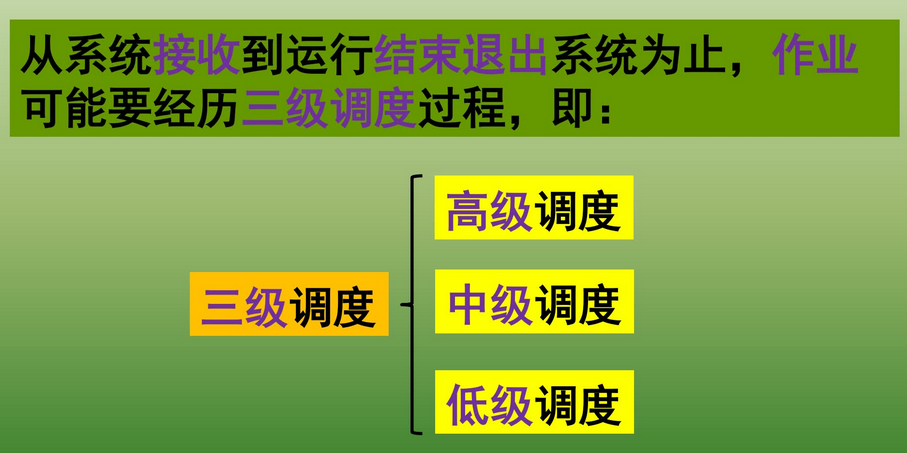 从系统接收到运行结束退出系统为止，作业
可能要经历三级调度过程，即：
高级调度
三级调度
中级调度
低级调度